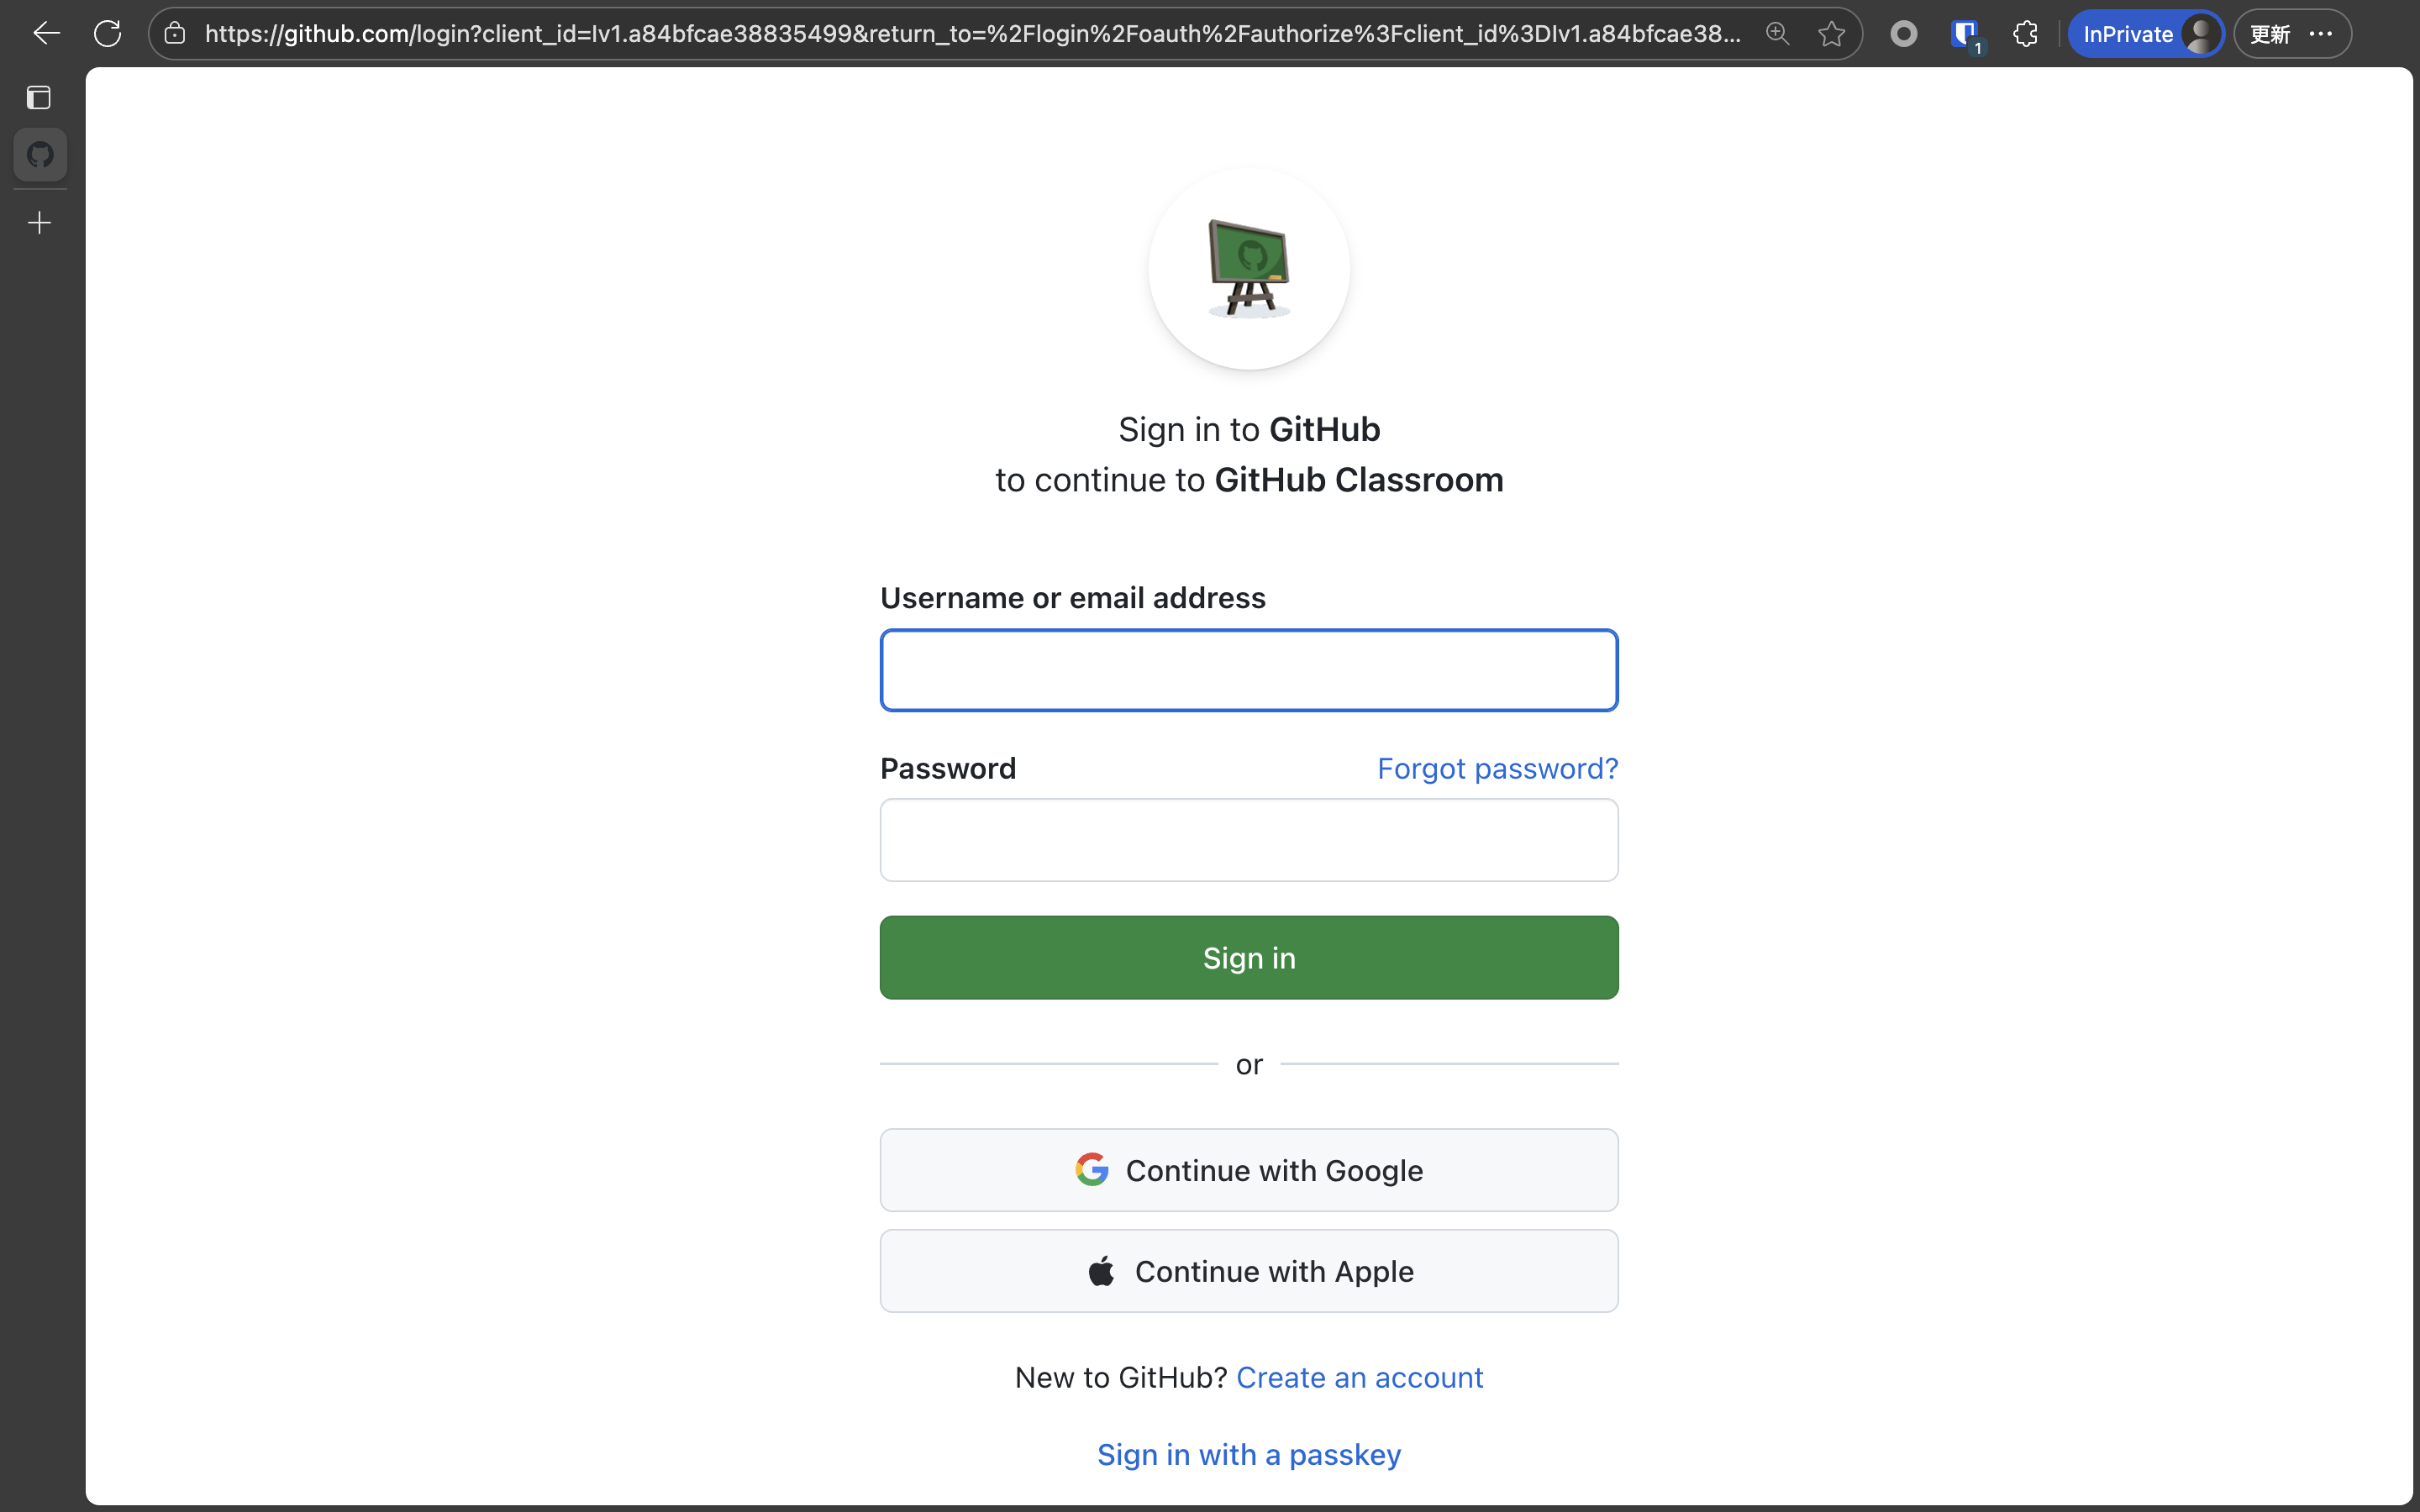 https://github.com/login?client_id=Iv1.a84bfcae38835499&return_to=%2Flogin%2Foauth%2Fauthorize%3Fclient_id%3DIv1.a84bfcae38...
1
InPrivate
更新
Sign in to GitHub
to continue to GitHub Classroom
Username or email address
Password
Forgot password?
Sign in
or
Continue with Google
Continue with Apple
New to GitHub? Create an account
Sign in with a passkey